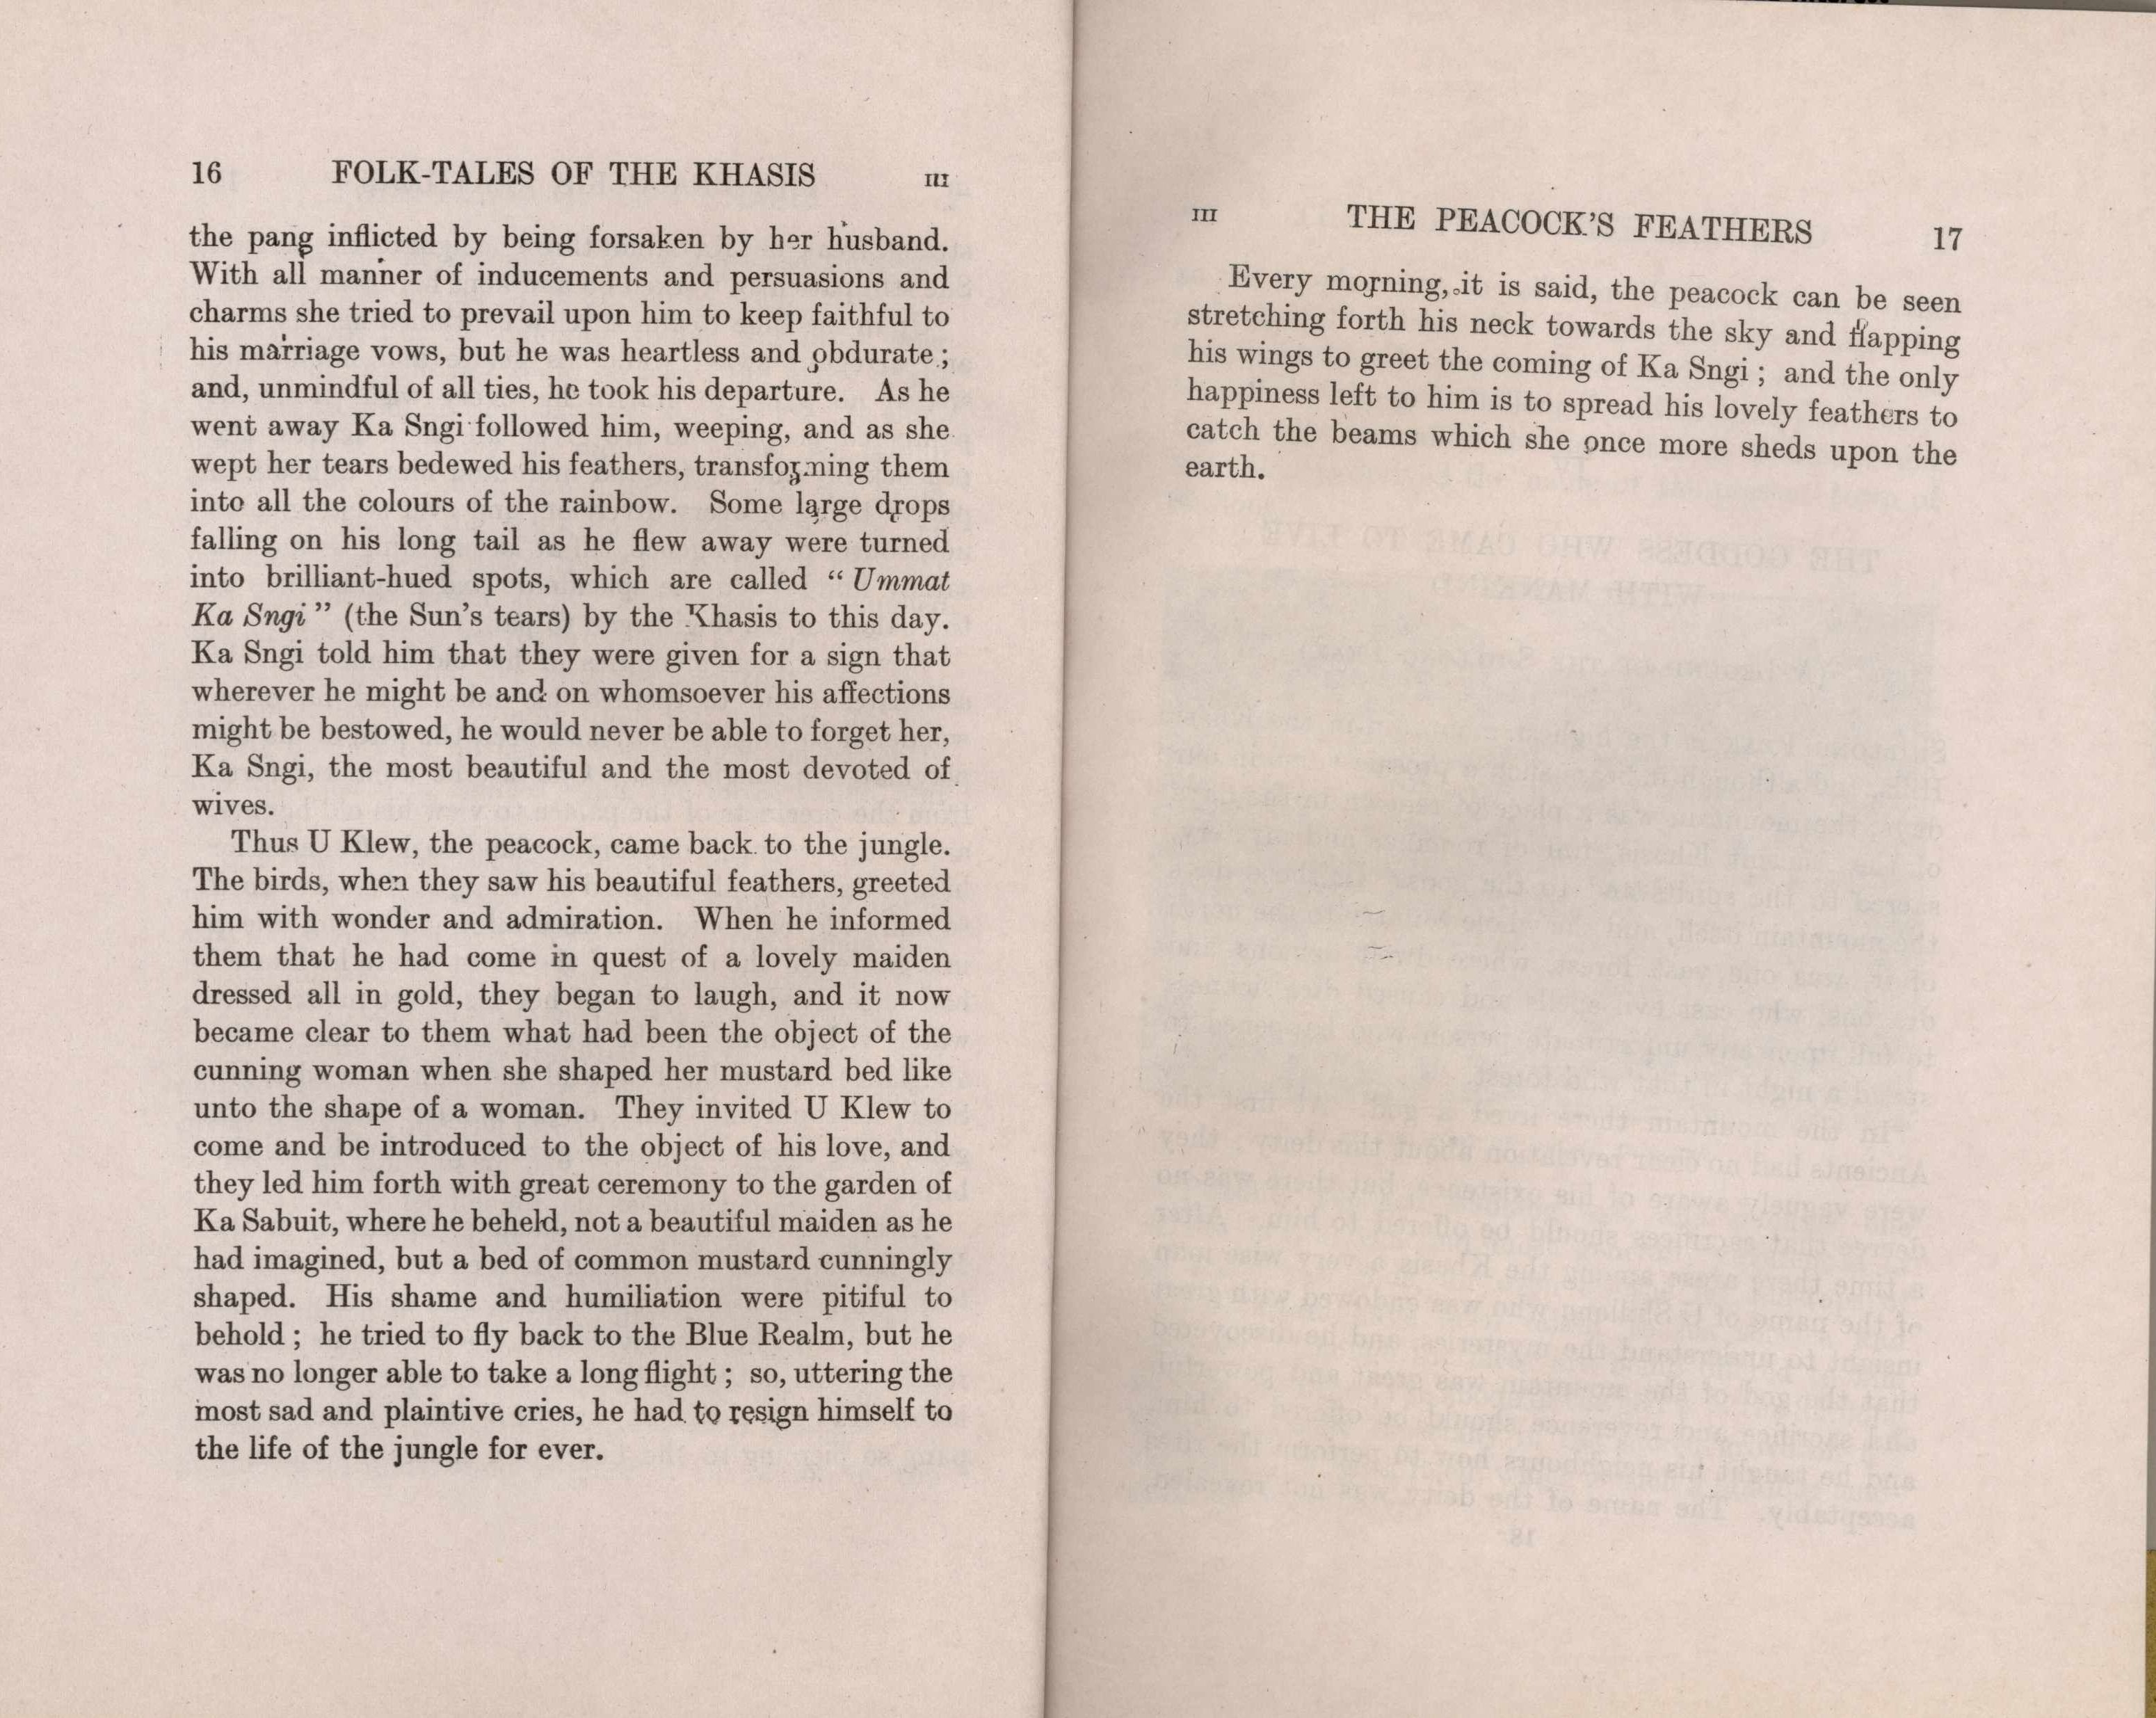 16 FOLK-TALES OF THE KHASIS III
the pang inflicted by being forsaken by her husband.
With all manner of inducements and persuasions and
charms she tried to prevail upon him to keep faithful to
his marriage vows, but he was heartless and obdurate ;
and, unmindful of all ties, he took his departure. As he
went away Ka Sngi followed him, weeping, and as she
wept her tears bedewed his feathers, transforming them
into all the colours of the rainbow. Some large drops
falling on his long tail as he flew away were turned
into brilliant-hued spots, which are called “ Ummat
Ka Sngi ” (the Sun’s tears) by the Khasis to this day.
Ka Sngi told him that they were given for a sign that
wherever he might be and on whomsoever his affections
might be bestowed, he would never be able to forget her,
Ka Sngi, the most beautiful and the most devoted of
wives.
Thus U Klew, the peacock, came back to the jungle.
The birds, when they saw his beautiful feathers, greeted
him with wonder and admiration. When he informed
them that he had come in quest of a lovely maiden
dressed all in gold, they began to laugh, and it now
became clear to them what had been the object of the
cunning woman when she shaped her mustard bed like
unto the shape of a woman. They invited U Klew to
come and be introduced to the object of his love, and
they led him forth with great ceremony to the garden of
Ka Sabuit, where he beheld, not a beautiful maiden as he
had imagined, but a bed of common mustard cunningly
shaped. His shame and humiliation were pitiful to
behold ; he tried to fly back to the Blue Realm, but he
was no longer able to take a long flight ; so, uttering the
most sad and plaintive cries, he had to resign himself to
the life of the jungle for ever.
III THE PEACOCK’S FEATHERS 17
Every morning, it is said, the peacock can be seen
stretching forth his neck towards the sky and flapping
his wings to greet the coming of Ka Sngi ; and the only
happiness left to him is to spread his lovely feathers to
catch the beams which she once more sheds upon the
earth.